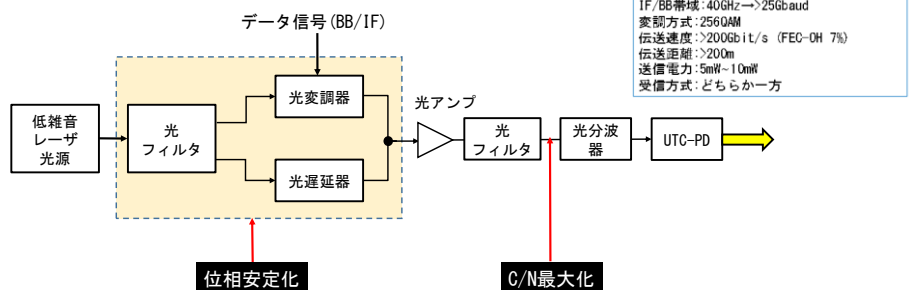 IF/BB帯域:40GHz→>25Gbaud
変調方式:256QAM
伝送速度:>200Gbit/s (FEC-OH 7%)
伝送距離:>200m
送信電力:5mW~10mW
受信方式:どちらか一方
データ信号(BB/IF)
低雑音
レーザ
光源
光
フィルタ
光変調器
光遅延器
光アンプ
光
フィルタ
光分波
器
UTC-PD
位相安定化
C/N最大化